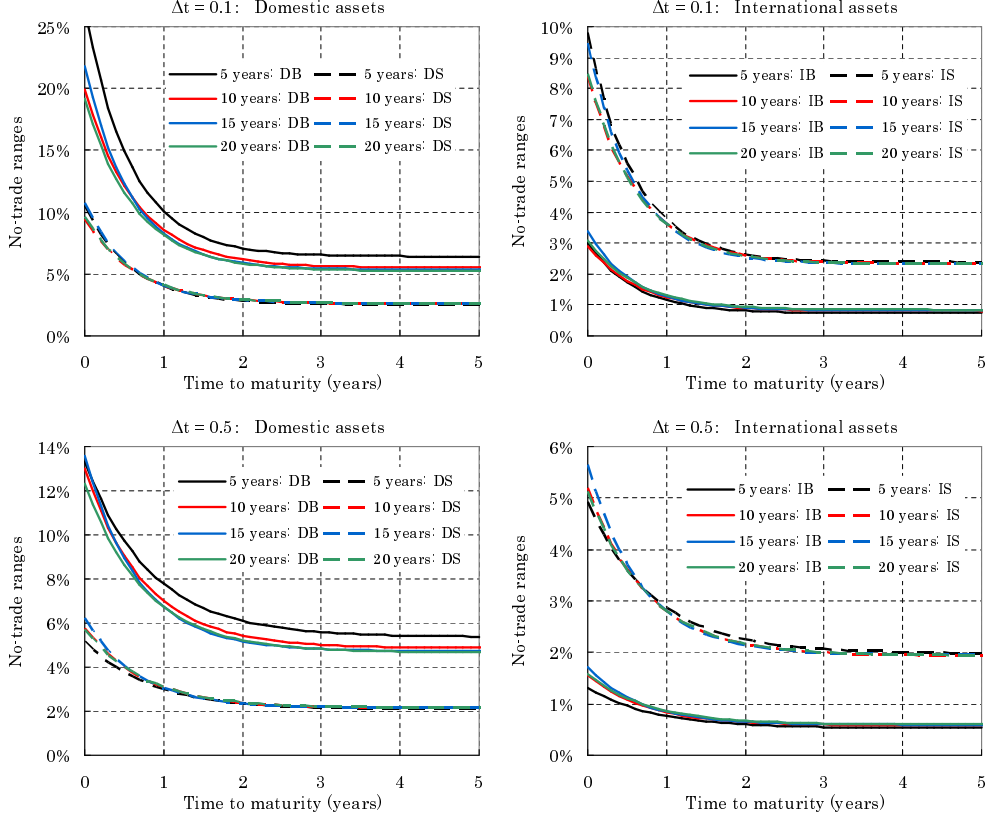 Δt = 0.1: Domestic assets
No-trade ranges
25%
20%
15%
10%
5%
0%
5 years: DB 5 years: DS
10 years: DB 10 years: DS
15 years: DB 15 years: DS
20 years: DB 20 years: DS
0 1 2 3 4 5
Time to maturity (years)
Δt = 0.1: International assets
No-trade ranges
10%
9%
8%
7%
6%
5%
4%
3%
2%
1%
0%
5 years: IB 5 years: IS
10 years: IB 10 years: IS
15 years: IB 15 years: IS
20 years: IB 20 years: IS
0 1 2 3 4 5
Time to maturity (years)
Δt = 0.5: Domestic assets
No-trade ranges
14%
12%
10%
8%
6%
4%
2%
0%
5 years: DB 5 years: DS
10 years: DB 10 years: DS
15 years: DB 15 years: DS
20 years: DB 20 years: DS
0 1 2 3 4 5
Time to maturity (years)
Δt = 0.5: International assets
No-trade ranges
6%
5%
4%
3%
2%
1%
0%
5 years: IB 5 years: IS
10 years: IB 10 years: IS
15 years: IB 15 years: IS
20 years: IB 20 years: IS
0 1 2 3 4 5
Time to maturity (years)